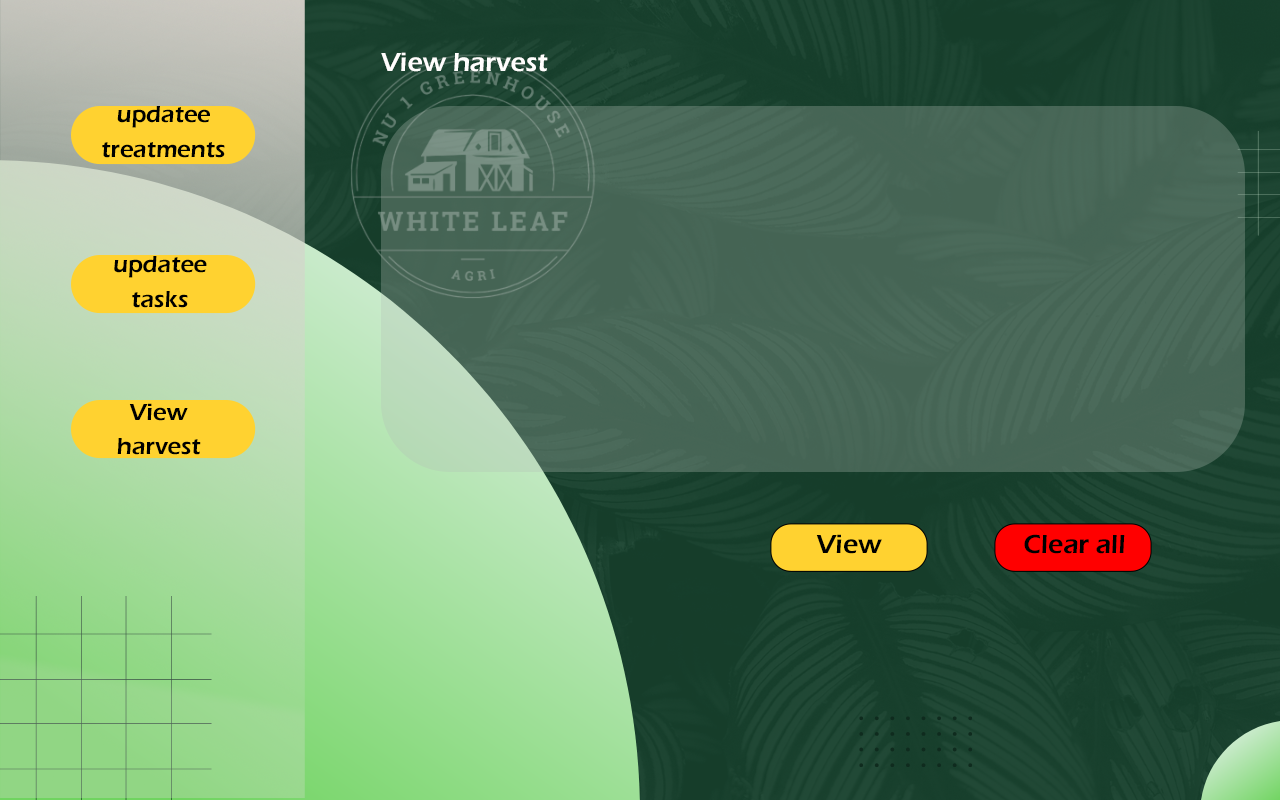 View harvest
NU 1 GREENHOUSE
WHITE LEAF
AGRI
updatee
treatments
updatee
tasks
View
harvest
View
Clear all